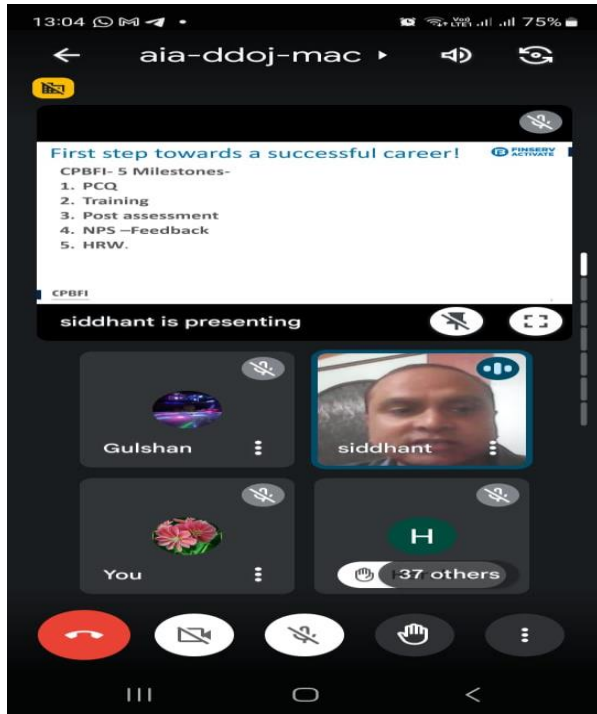 13:04
75%
aia-ddoj-mac
First step towards a successful career!
FINSERV
ACTIVATE
CPBFI- 5 Milestones-
1. PCQ
2. Training
3. Post assessment
4. NPS –Feedback
5. HRW.
CPBFI
siddhant is presenting
Gulshan
siddhant
You
H
37 others